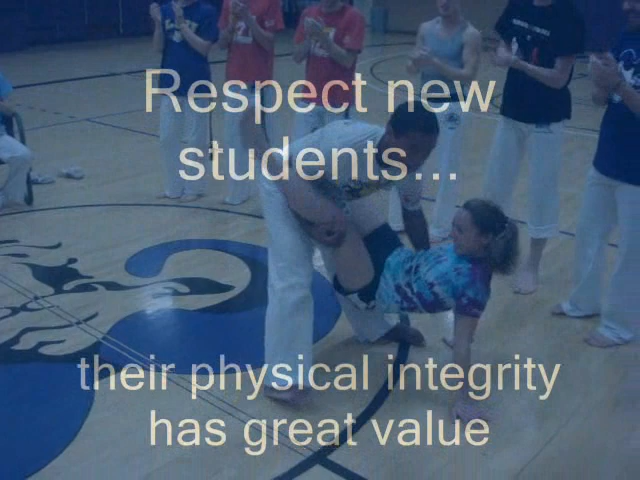 Respect new
students...
their physical integrity
has great value